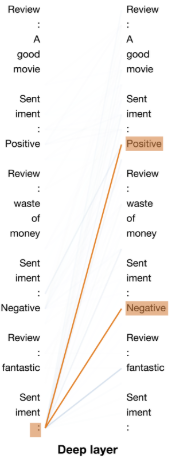 Review Review
: :
A A
good good
movie movie
Sent Sent
iment iment
: :
Positive Positive
Review Review
: :
waste waste
of of
money money
Sent Sent
iment iment
: :
Negative Negative
Review Review
: :
fantastic fantastic
Sent Sent
iment iment
: :
Deep layer